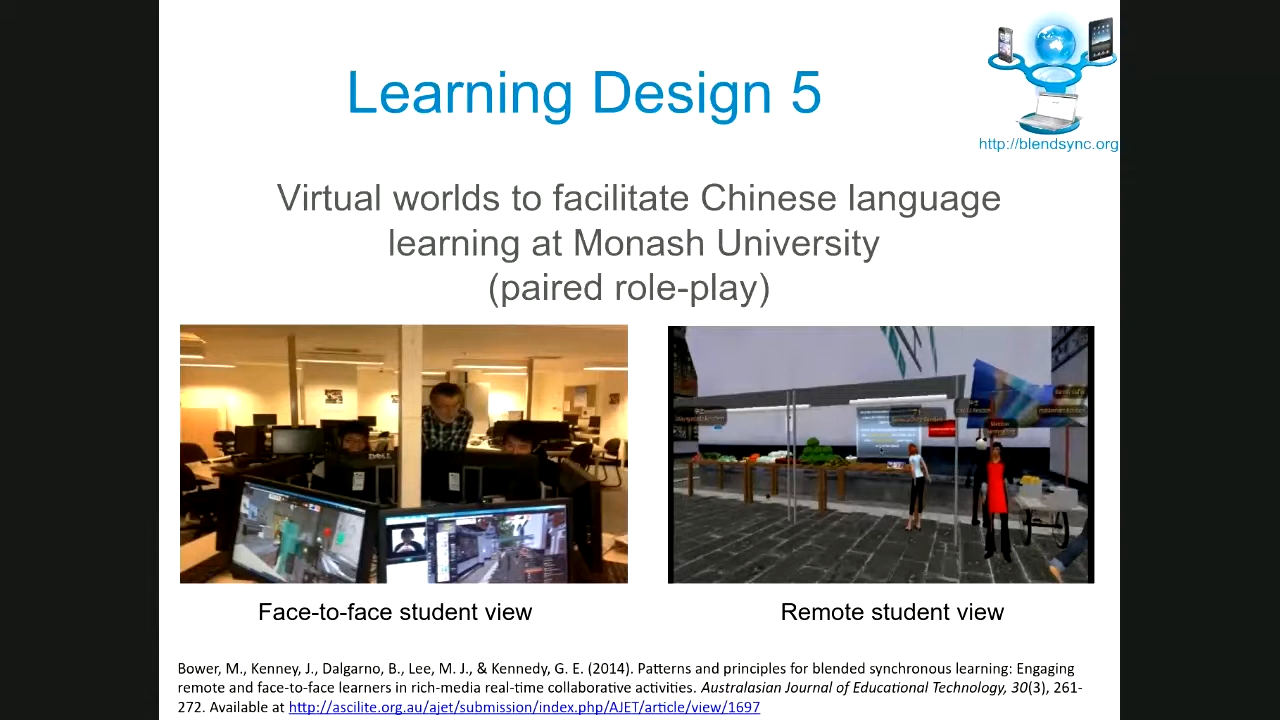 Learning Design 5
http://blendsync.org
Virtual worlds to facilitate Chinese language
learning at Monash University
(paired role-play)
DELL
Face-to-face student view
Remote student view
Bower, M., Kenney, J., Dalgarno, B., Lee, M. J., & Kennedy, G. E. (2014). Patterns and principles for blended synchronous learning: Engaging
remote and face-to-face learners in rich-media real-time collaborative activities. Australasian Journal of Educational Technology, 30(3), 261-
272. Available at http://ascilite.org.au/ajet/submission/index.php/AJET/article/view/1697